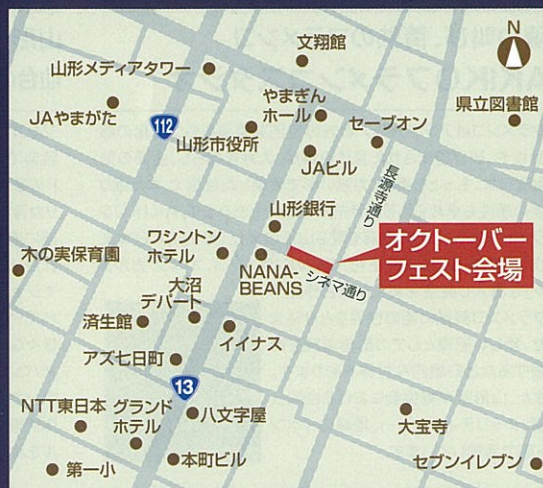 N
文翔館
山形メディアタワー
やまぎん
ホール
県立図書館
JAやまがた
セーブオン
112
山形市役所
JAビル
長源寺通り
山形銀行
オクトーバー
フェスト会場
ワシントン
ホテル
木の実保育園
NANA-
BEANS
シネマ通り
大沼
デパート
済生館
イイナス
アズ七日町
13
NTT東日本
グランド
ホテル
八文字屋
大宝寺
本町ビル
第一小
セブンイレブン